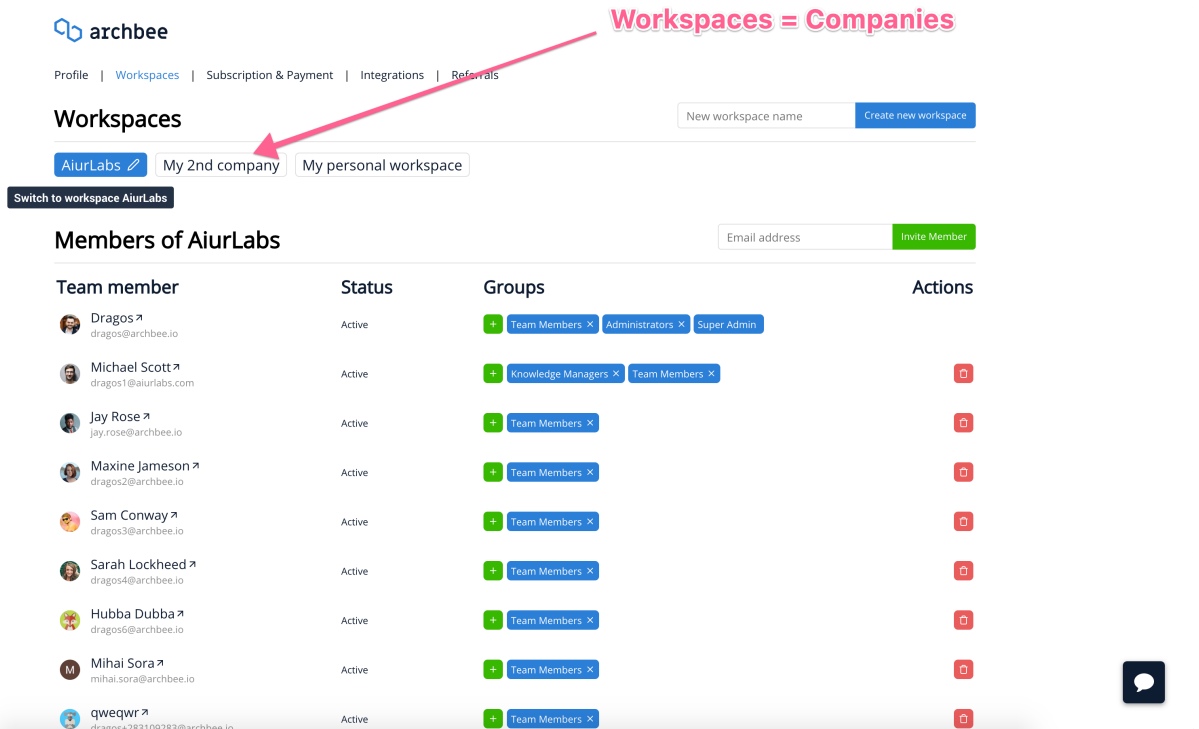 Workspaces = Companies
archbee
Profile | Workspaces | Subscription & Payment | Integrations | Referrals
Workspaces
New workspace name Create new workspace
AiurLabs My 2nd company My personal workspace
Switch to workspace AiurLabs
Members of AiurLabs
Email address Invite Member
Team member Status Groups Actions
Dragos
dragos@archbee.io
Active + Team Members × Administrators × Super Admin
Michael Scott
dragos1@aiurlabs.com
Active + Knowledge Managers × Team Members ×
Jay Rose
jay.rose@archbee.io
Active + Team Members ×
Maxine Jameson
dragos2@archbee.io
Active + Team Members ×
Sam Conway
dragos3@archbee.io
Active + Team Members ×
Sarah Lockheed
dragos4@archbee.io
Active + Team Members ×
Hubba Dubba
dragos6@archbee.io
Active + Team Members ×
M Mihai Sora
mihai.sora@archbee.io
Active + Team Members ×
qweqwr
dragos+283109283@archbee.io
Active + Team Members ×